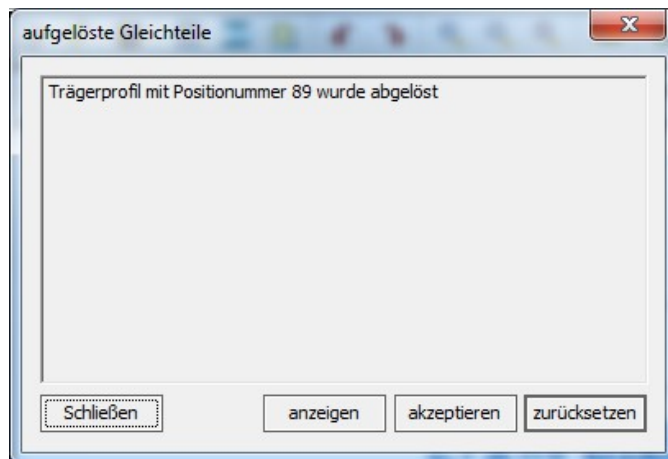 aufgelöste Gleichteile
Trägerprofil mit Positionummer 89 wurde abgelöst
Schließen
anzeigen
akzeptieren
zurücksetzen